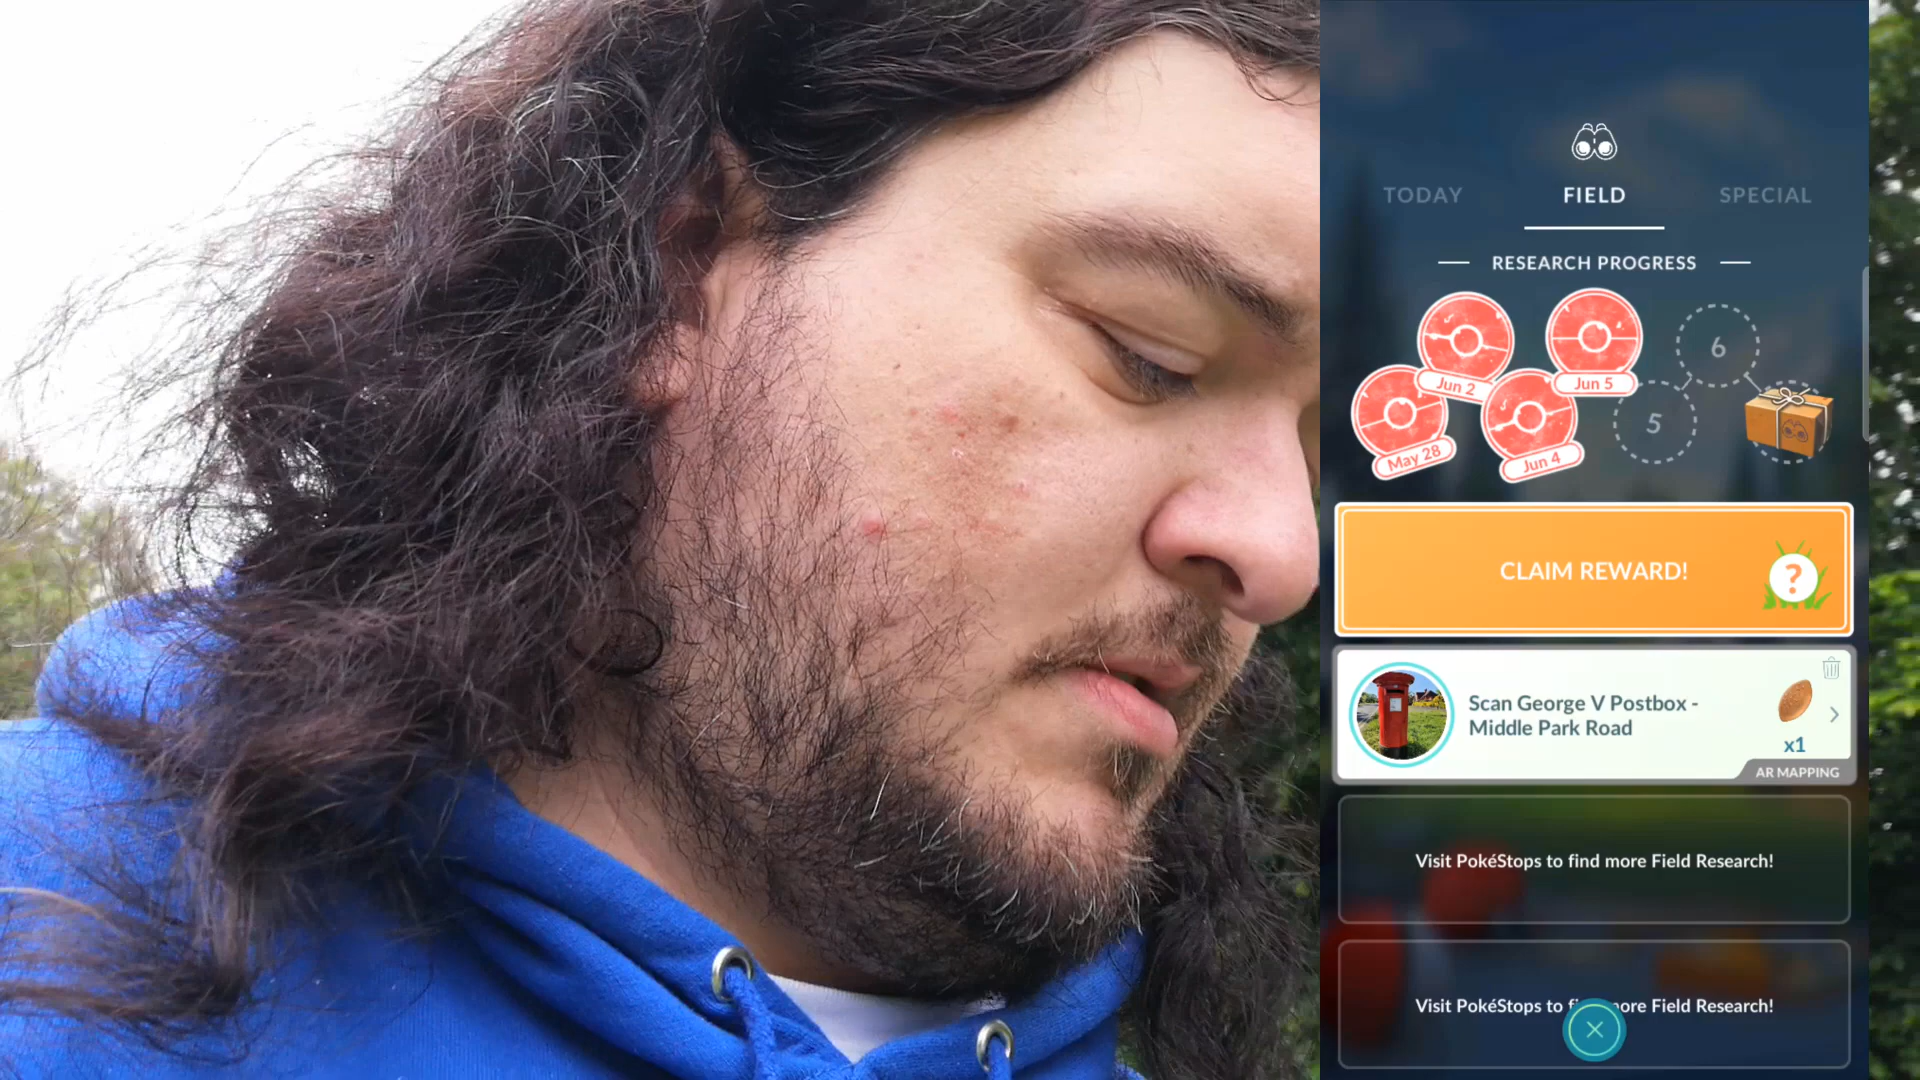 TODAY
FIELD
SPECIAL
RESEARCH PROGRESS
Jun 2
Jun 5
6
May 28
Jun 4
5
CLAIM REWARD!
?
Scan George V Postbox -
Middle Park Road
x1
AR MAPPING
Visit PokéStops to find more Field Research!
Visit PokéStops to ore Field Research!